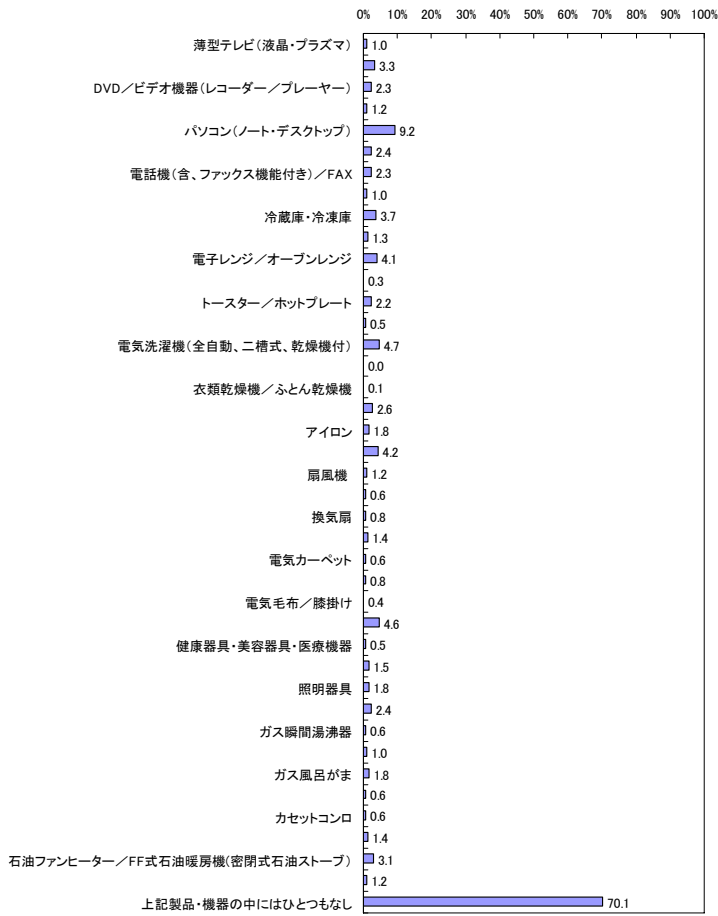 0% 10% 20% 30% 40% 50% 60% 70% 80% 90% 100%
薄型テレビ(液晶・プラズマ) 1.0
3.3
DVD/ビデオ機器(レコーダー/プレーヤー) 2.3
1.2
パソコン(ノート・デスクトップ) 9.2
2.4
電話機(含、ファックス機能付き)/FAX 2.3
1.0
冷蔵庫・冷凍庫 3.7
1.3
電子レンジ/オーブンレンジ 4.1
0.3
トースター/ホットプレート 2.2
0.5
電気洗濯機(全自動、二槽式、乾燥機付) 4.7
0.0
衣類乾燥機/ふとん乾燥機 0.1
2.6
アイロン 1.8
4.2
扇風機 1.2
0.6
換気扇 0.8
1.4
電気カーペット 0.6
0.8
電気毛布/膝掛け 0.4
4.6
健康器具・美容器具・医療機器 0.5
1.5
照明器具 1.8
2.4
ガス瞬間湯沸器 0.6
1.0
ガス風呂がま 1.8
0.6
カセットコンロ 0.6
1.4
石油ファンヒーター/FF式石油暖房機(密閉式石油ストーブ) 3.1
1.2
上記製品・機器の中にはひとつもなし 70.1